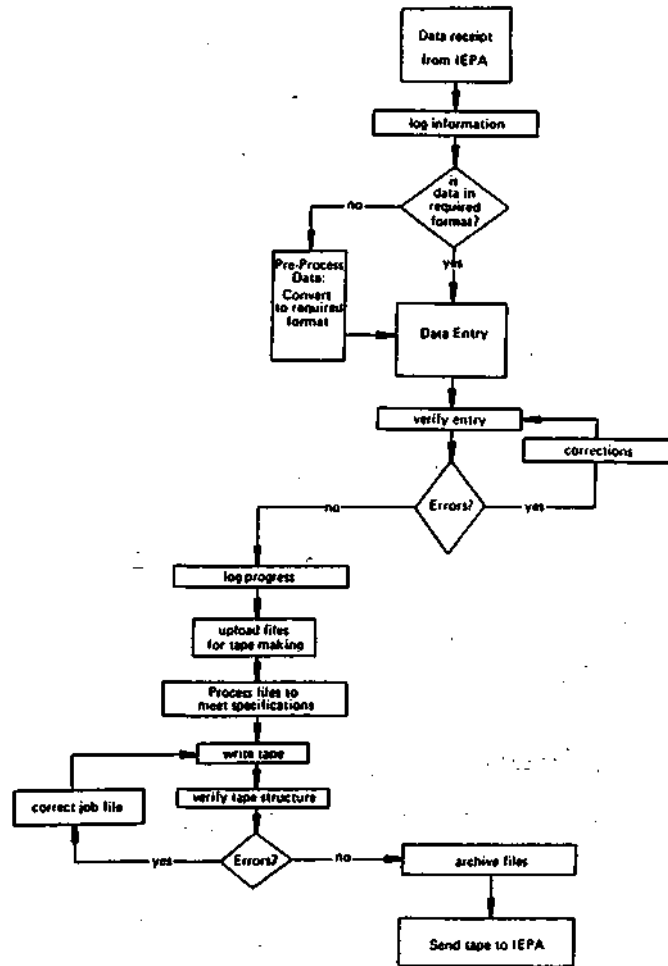 Data receipt
from IEPA
log information
is
data in
required
format?
no
yes
Pre-Process
Data:
Convert
to required
format
Data Entry
verify entry
corrections
Errors?
no
yes
log progress
upload files
for tape making
Process files to
meet specifications
write tape
verify tape structure
correct job file
Errors?
yes
no
archive files
Send tape to IEPA